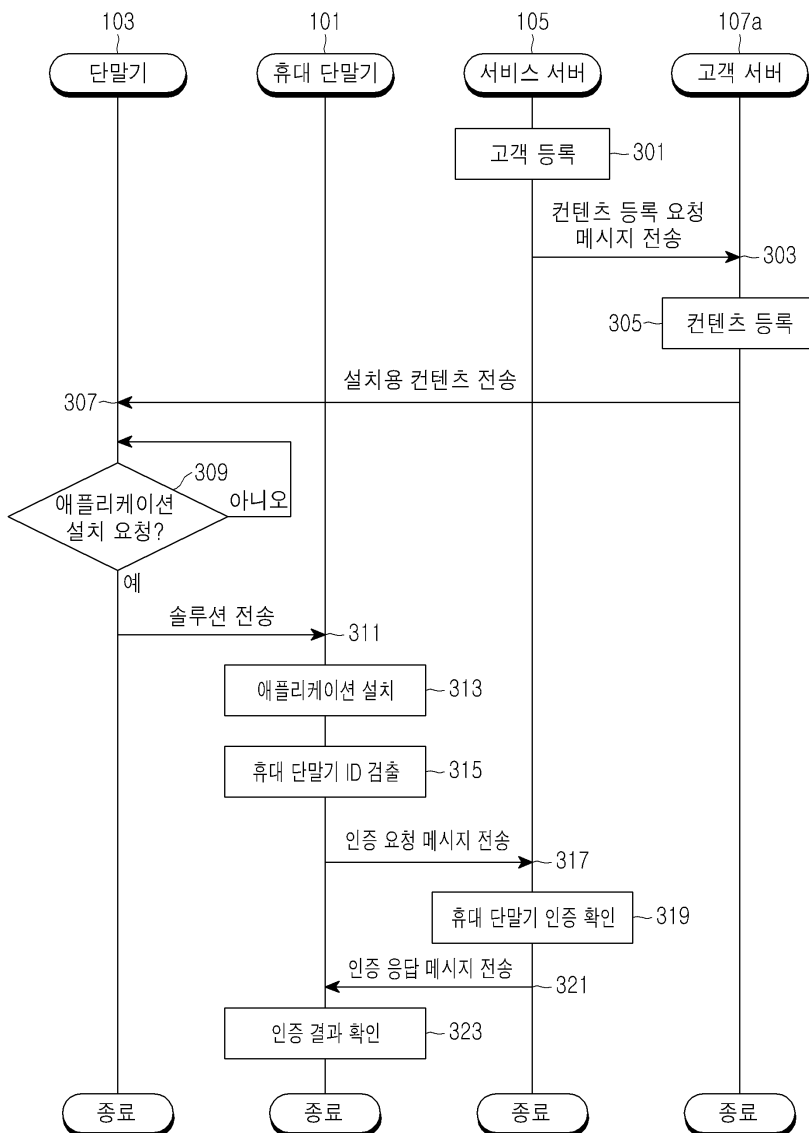 103
101
105
107a
단말기
휴대 단말기
서비스 서버
고객 서버
고객 등록
301
컨텐츠 등록 요청
메시지 전송
303
305
컨텐츠 등록
설치용 컨텐츠 전송
307
309
애플리케이션
설치 요청?
아니오
예
솔루션 전송
311
애플리케이션 설치
313
휴대 단말기 ID 검출
315
인증 요청 메시지 전송
317
휴대 단말기 인증 확인
319
인증 응답 메시지 전송
321
인증 결과 확인
323
종료
종료
종료
종료